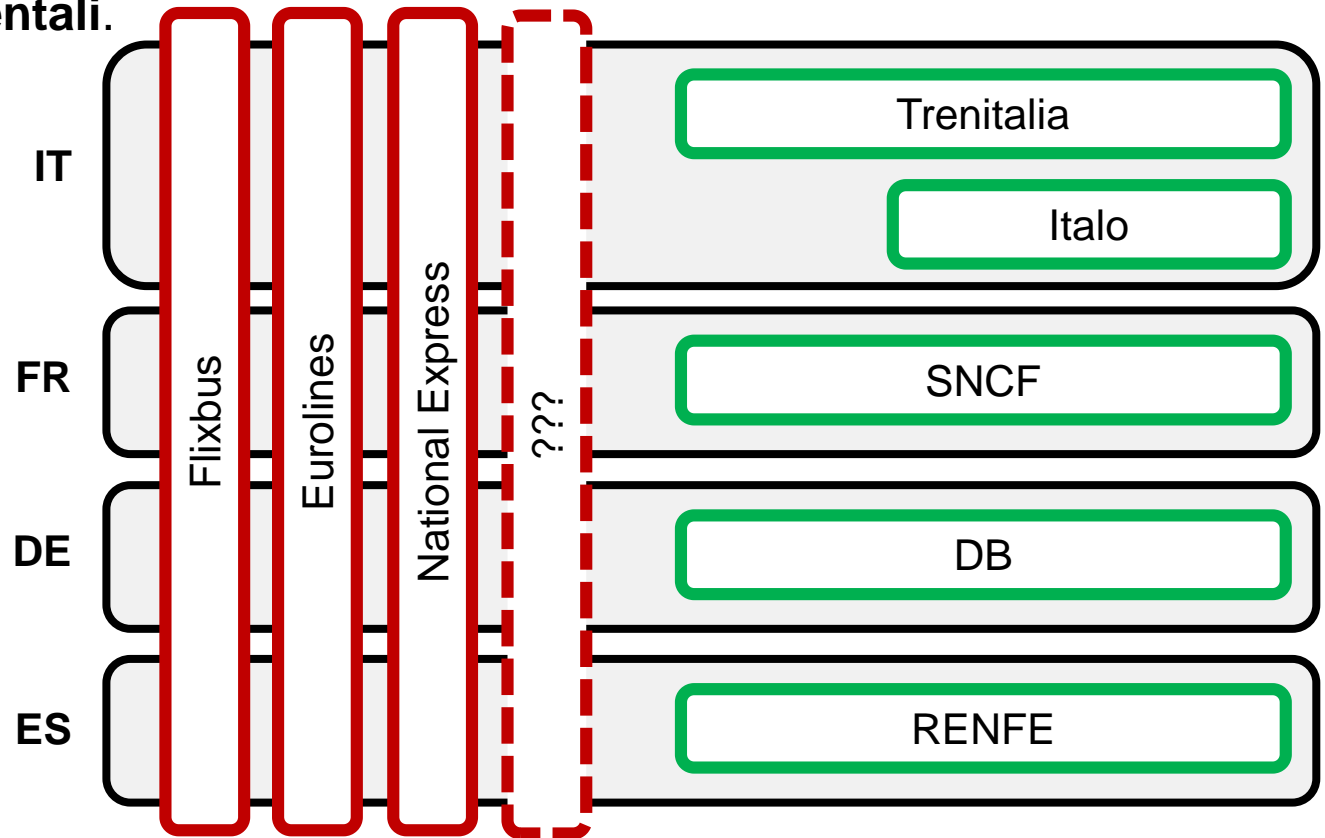 entali.
IT
Trenitalia
Italo
FR
SNCF
DE
DB
ES
RENFE
Flixbus
Eurolines
National Express
???